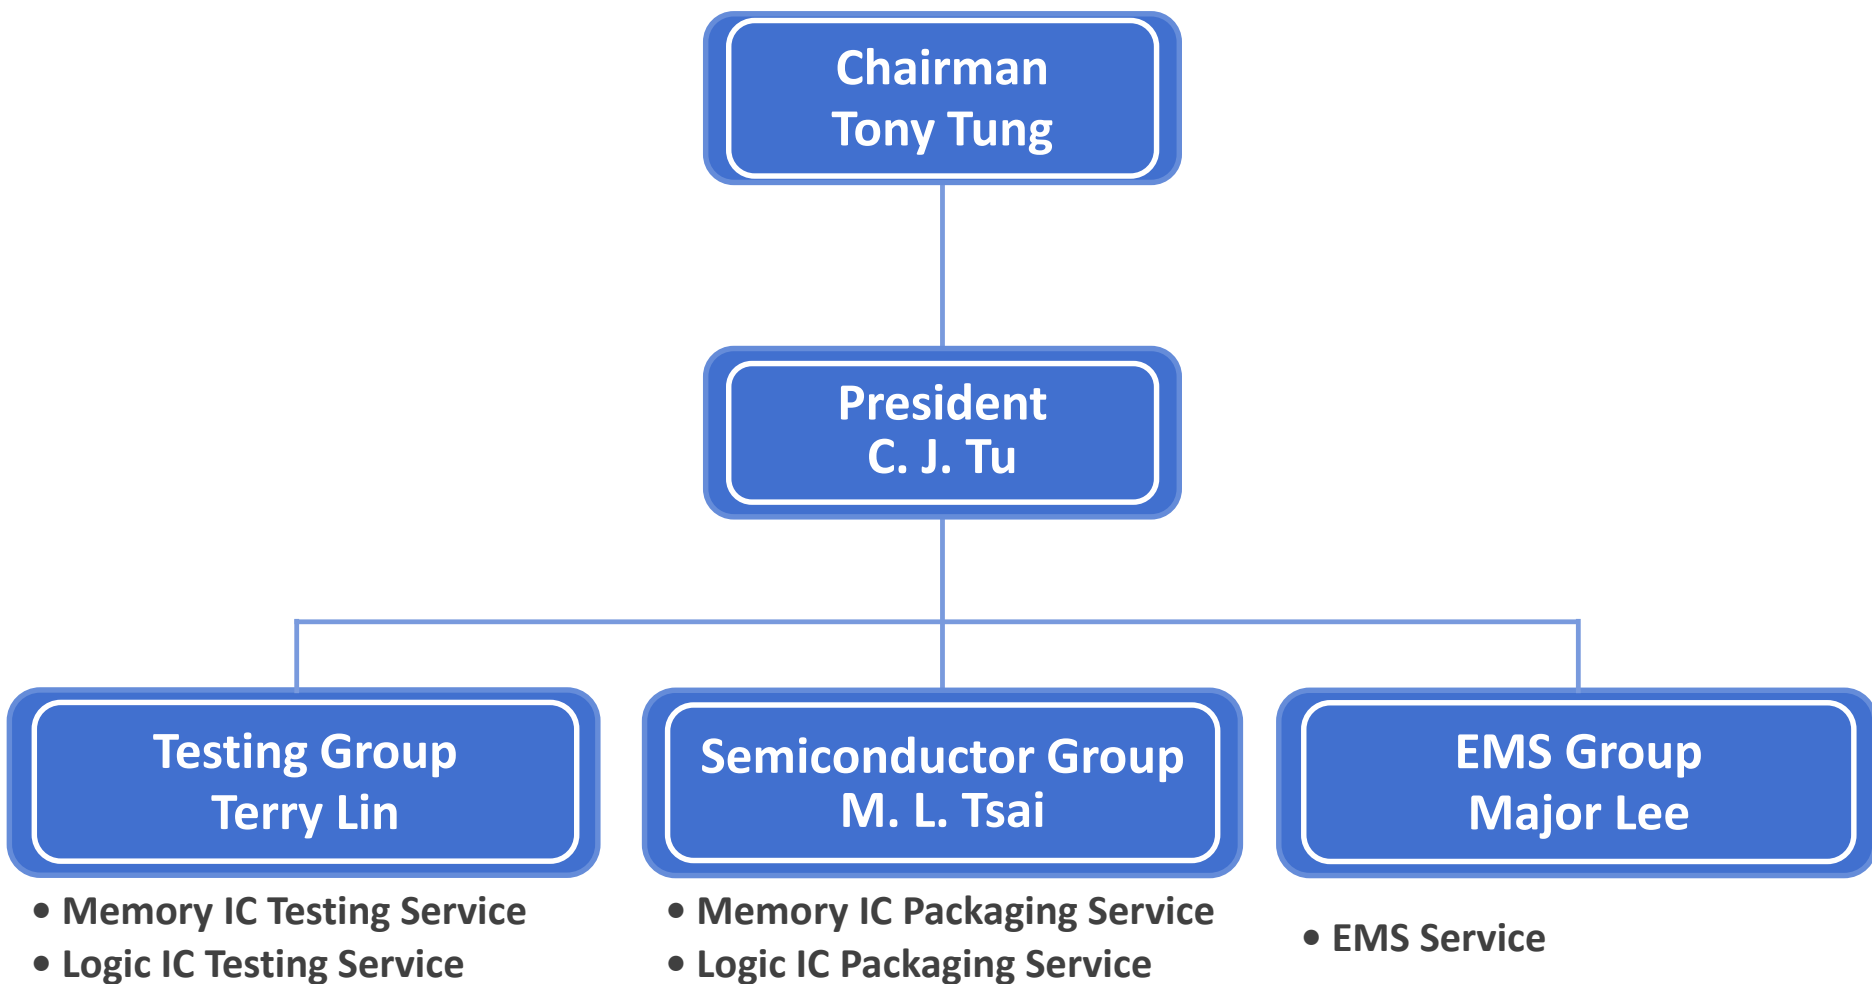 Chairman
Tony Tung
President
C. J. Tu
Testing Group
Terry Lin
Semiconductor Group
M. L. Tsai
EMS Group
Major Lee
• Memory IC Testing Service
• Logic IC Testing Service
• Memory IC Packaging Service
• Logic IC Packaging Service
• EMS Service